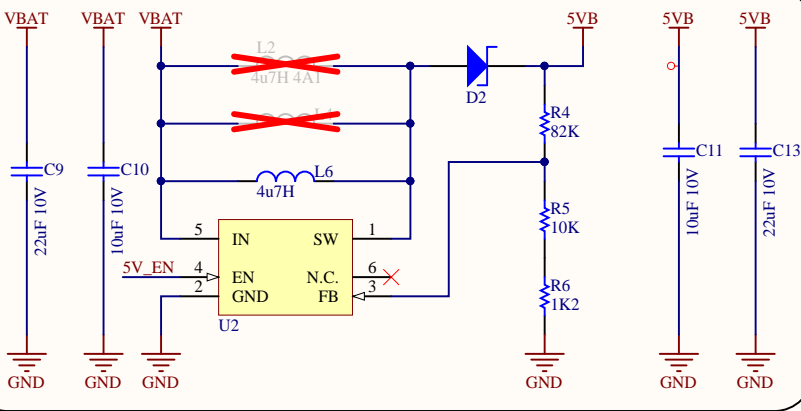 VBAT
VBAT
VBAT
5VB
5VB
5VB
L2
4u7H 4A1
D2
R4
82K
C9
22uF 10V
C10
10uF 10V
L6
4u7H
C11
10uF 10V
C13
22uF 10V
5
IN
SW
1
R5
10K
5V_EN
4
EN
N.C.
6
2
GND
FB
3
R6
1K2
U2
GND
GND
GND
GND
GND
GND